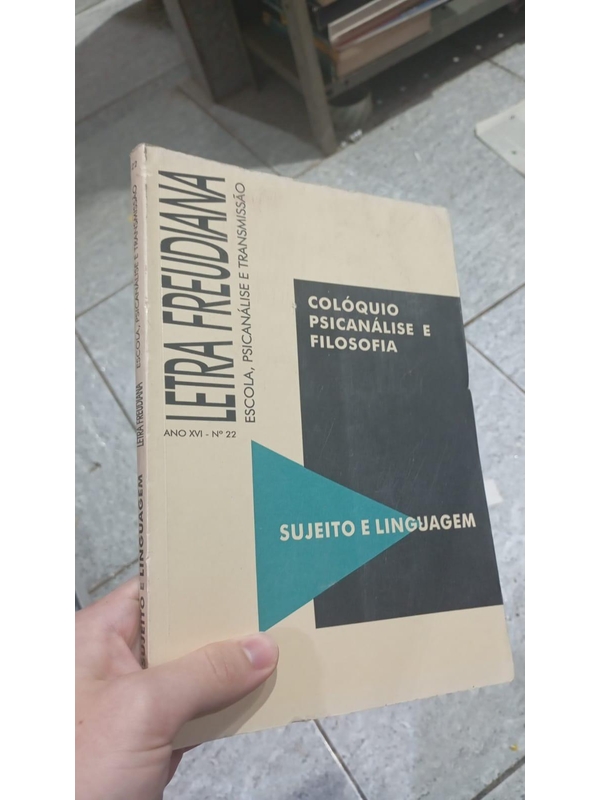 LETRA FREUDIANA
ESCOLA, PSICANÁLISE E TRANSMISSÃO
ANO XVI - Nº 22
COLÓQUIO
PSICANÁLISE E
FILOSOFIA
SUJEITO E LINGUAGEM
SUJEITO E LINGUAGEM
LETRA FREUDIANA
ESCOLA, PSICANÁLISE E TRANSMISSÃO
22